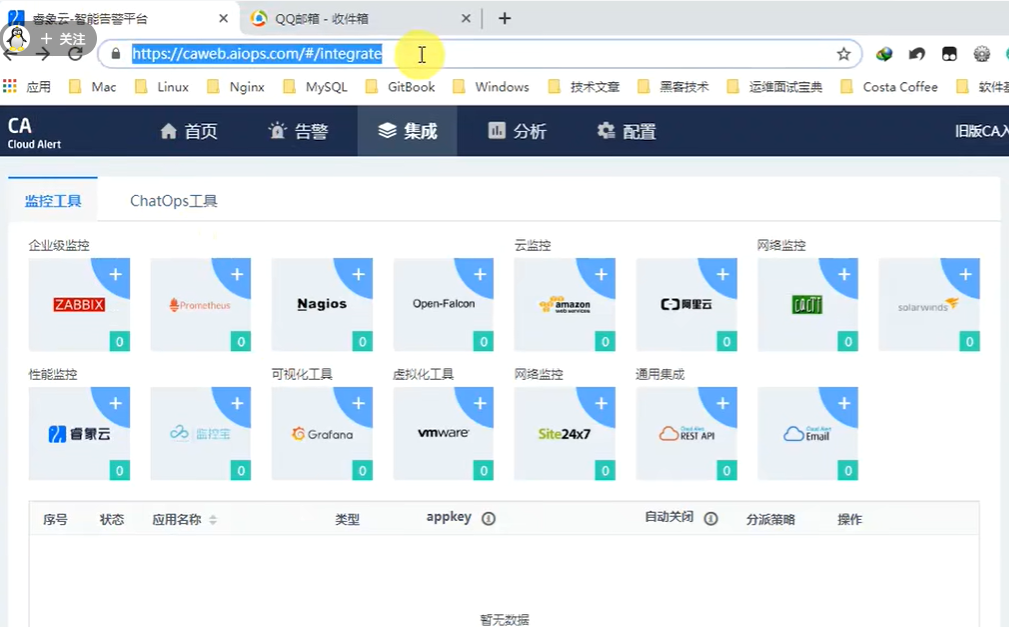 睿象云-智能告警平台
QQ邮箱 - 收件箱
+ 关注
https://caweb.aiops.com/#/integrate
应用 Mac Linux Nginx MySQL GitBook Windows 技术文章 黑客技术 运维面试宝典 Costa Coffee 软件
CA
Cloud Alert
首页 告警 集成 分析 配置 旧版CA入
监控工具 ChatOps工具
企业级监控 云监控 网络监控
ZABBIX Prometheus Nagios Open-Falcon amazon web services 阿里云 cacti solarwinds
0 0 0 0 0 0 0 0
性能监控 可视化工具 虚拟化工具 网络监控 通用集成
睿象云 监控宝 Grafana vmware Site24x7 Cloud Alert REST API Cloud Alert Email
0 0 0 0 0 0 0
序号 状态 应用名称 类型 appkey 自动关闭 分派策略 操作
暂无数据